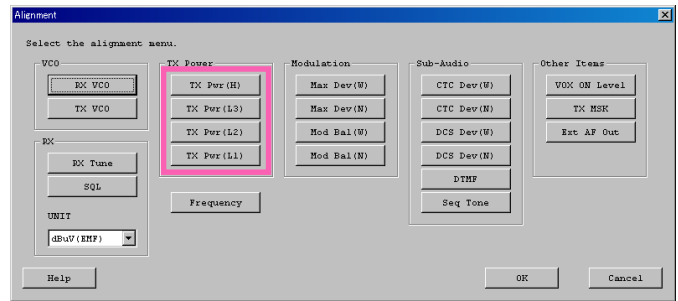 Alignment
Select the alignment menu.
VCO
RX VCO
TX VCO
RX
RX Tune
SQL
UNIT
dBuV(EMF)
TX Power
TX Pwr(H)
TX Pwr(L3)
TX Pwr(L2)
TX Pwr(L1)
Frequency
Modulation
Max Dev(W)
Max Dev(N)
Mod Bal(W)
Mod Bal(N)
Sub-Audio
CTC Dev(W)
CTC Dev(N)
DCS Dev(W)
DCS Dev(N)
DTMF
Seq Tone
Other Items
VOX ON Level
TX MSK
Ext AF Out
Help
OK
Cancel